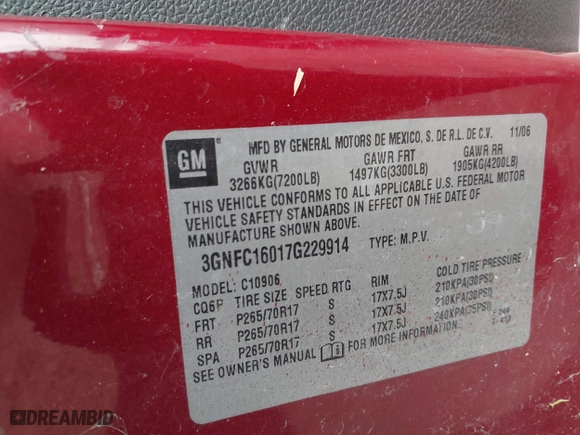 MFD BY GENERAL MOTORS DE MEXICO, S. DE R.L. DE C.V. 11/06
GM
GVWR GAWR FRT GAWR RR
3266KG(7200LB) 1497KG(3300LB) 1905KG(4200LB)
THIS VEHICLE CONFORMS TO ALL APPLICABLE U.S. FEDERAL MOTOR
VEHICLE SAFETY STANDARDS IN EFFECT ON THE DATE OF
MANUFACTURE SHOWN ABOVE.
3GNFC16017G229914 TYPE: M.P.V.
MODEL: C10906
CQ6P TIRE SIZE SPEED RTG RIM COLD TIRE PRESSURE
FRT P265/70R17 S 17X7.5J 210KPA(30PSI)
RR P265/70R17 S 17X7.5J 210KPA(30PSI)
SPA P265/70R17 S 17X7.5J 240KPA(35PSI)
SEE OWNER'S MANUAL FOR MORE INFORMATION
DREAMBID